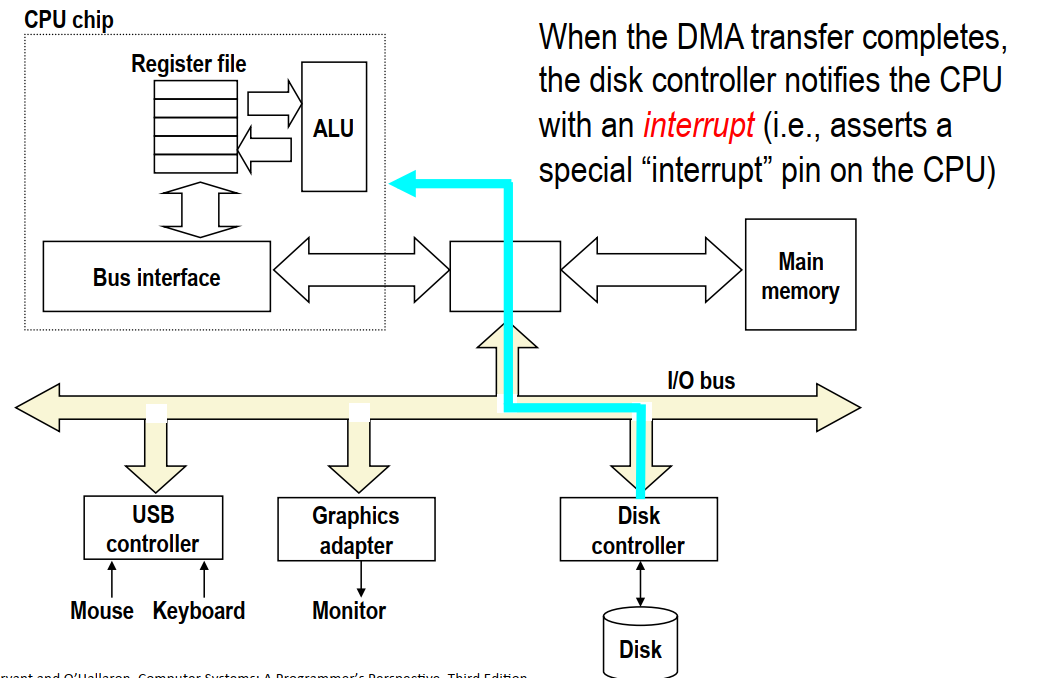 CPU chip
Register file
ALU
When the DMA transfer completes,
the disk controller notifies the CPU
with an interrupt (i.e., asserts a
special “interrupt” pin on the CPU)
Bus interface
Main
memory
I/O bus
USB
controller
Graphics
adapter
Disk
controller
Mouse
Keyboard
Monitor
Disk
and O'Hallaron, Computer Systems: A Programmer's Perspective, Third Edition